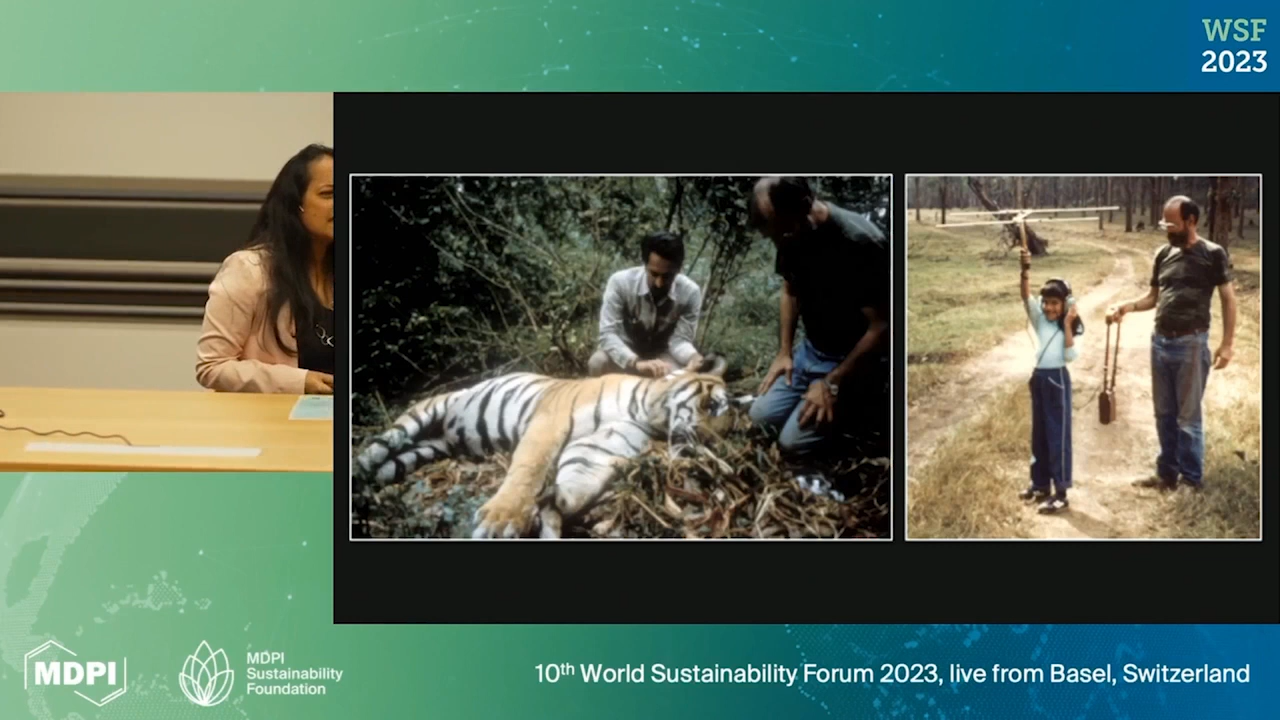 WSF
2023
MDPI
MDPI
Sustainability
Foundation
10th World Sustainability Forum 2023, live from Basel, Switzerland